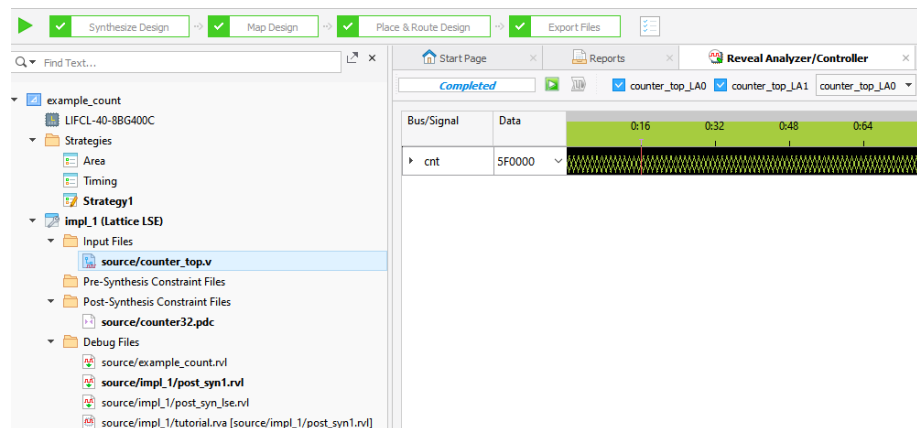 Synthesize Design Map Design Place & Route Design Export Files
Find Text...
Start Page Reports Reveal Analyzer/Controller
Completed counter_top_LA0 counter_top_LA1 counter_top_LA0
Bus/Signal Data 0:16 0:32 0:48 0:64
cnt 5F0000
example_count
LIFCL-40-8BG400C
Strategies
Area
Timing
Strategy1
impl_1 (Lattice LSE)
Input Files
source/counter_top.v
Pre-Synthesis Constraint Files
Post-Synthesis Constraint Files
source/counter32.pdc
Debug Files
source/example_count.rvl
source/impl_1/post_syn1.rvl
source/impl_1/post_syn_lse.rvl
source/impl_1/tutorial.rva [source/impl_1/post_syn1.rvl]